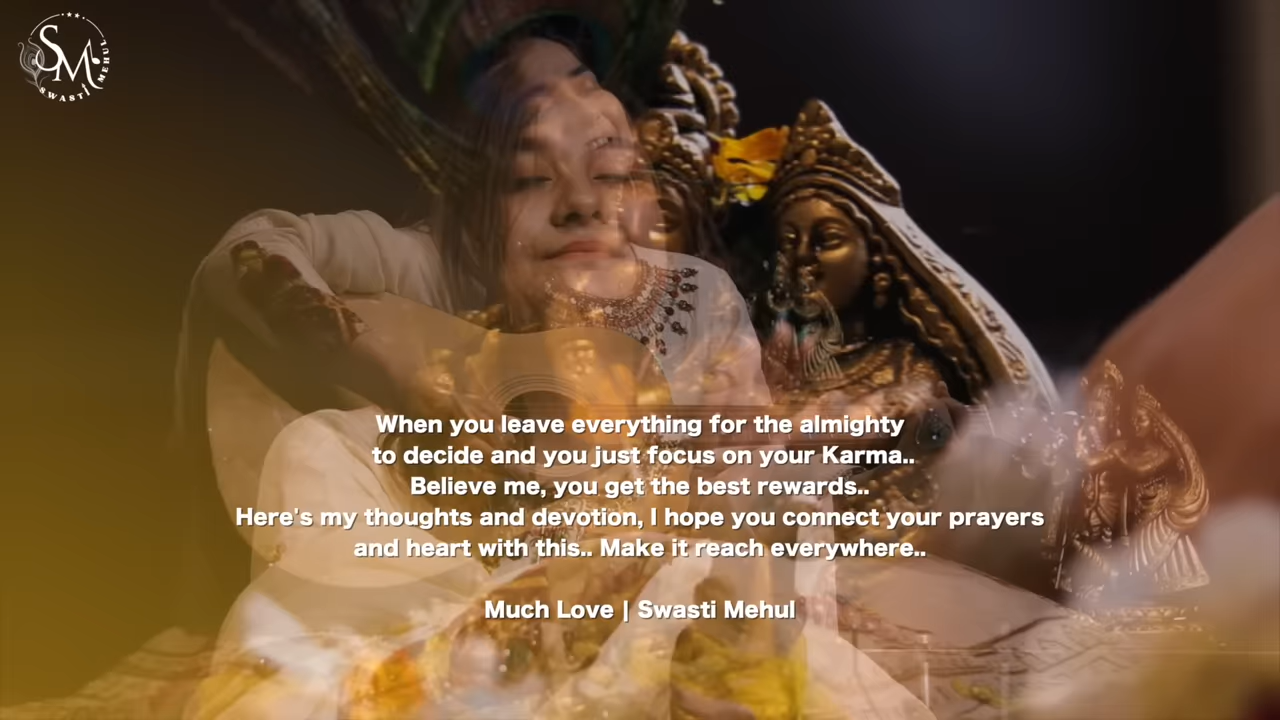 SM
SWASTI MEHUL
When you leave everything for the almighty
to decide and you just focus on your Karma..
Believe me, you get the best rewards..
Here's my thoughts and devotion, I hope you connect your prayers
and heart with this.. Make it reach everywhere..
Much Love | Swasti Mehul